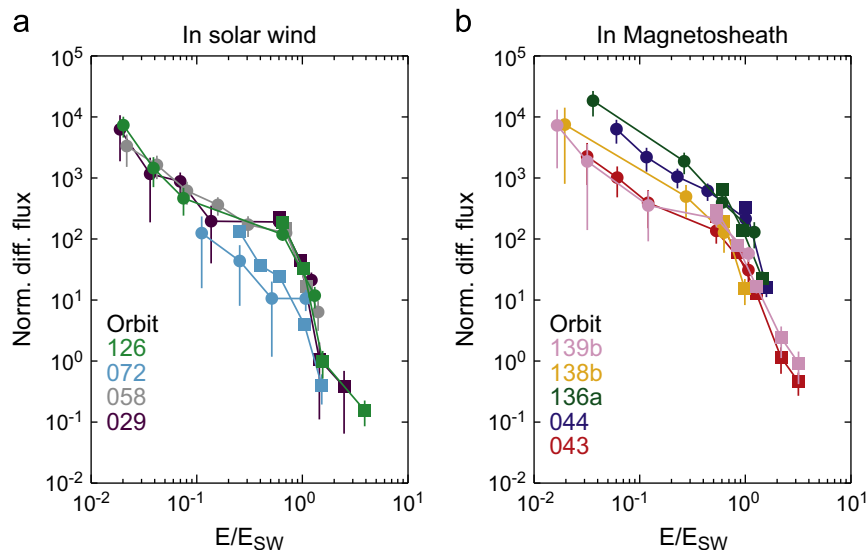 a
In solar wind
10^5
10^4
10^3
10^2
10^1
10^0
10^-1
10^-2
Norm. diff. flux
Orbit
126
072
058
029
10^-2
10^-1
10^0
10^1
E/E_SW
b
In Magnetosheath
10^5
10^4
10^3
10^2
10^1
10^0
10^-1
10^-2
Norm. diff. flux
Orbit
139b
138b
136a
044
043
10^-2
10^-1
10^0
10^1
E/E_SW